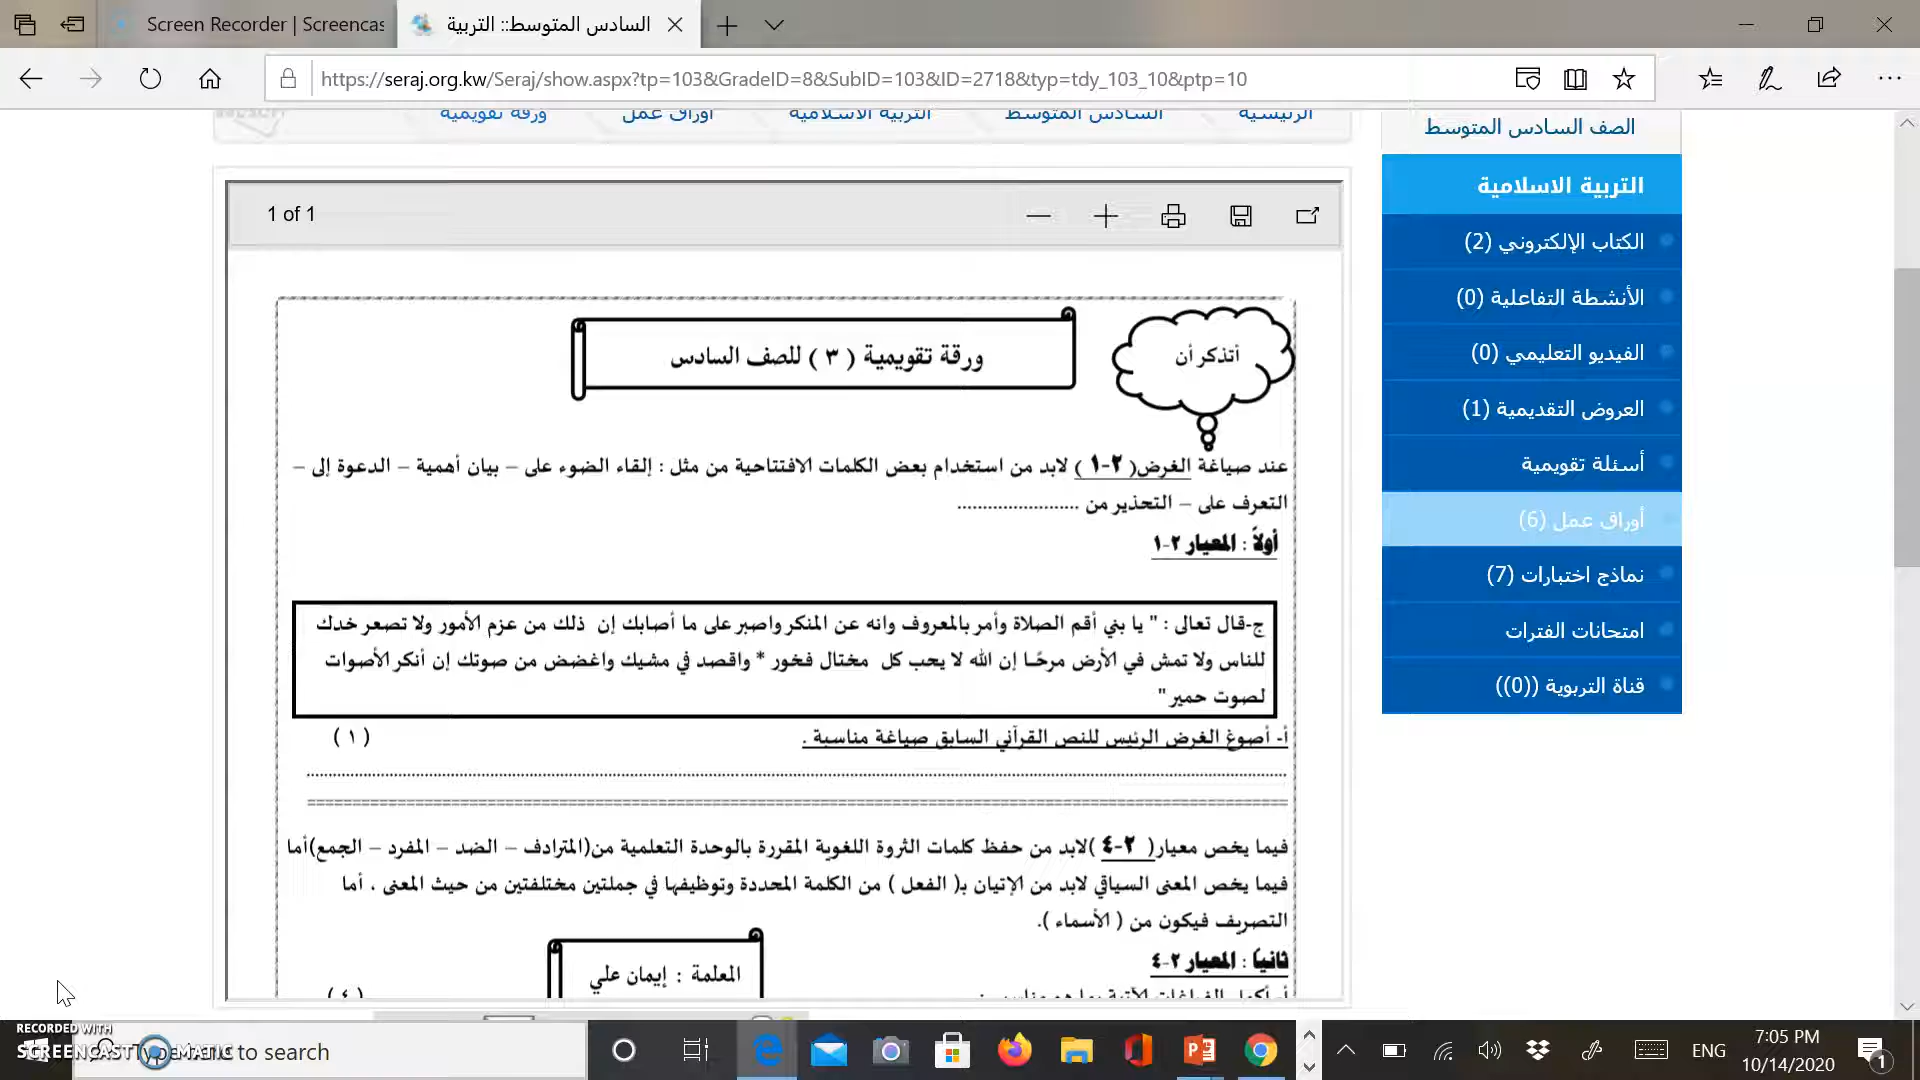 Screen Recorder | Screencas
السادس المتوسط:: التربية
https://seraj.org.kw/Seraj/show.aspx?tp=103&GradeID=8&SubID=103&ID=2718&typ=tdy_103_10&ptp=10
الرئيسية
السادس المتوسط
التربية الاسلامية
أوراق عمل
ورقة تقويمية
الصف السادس المتوسط
التربية الاسلامية
الكتاب الإلكتروني (2)
الأنشطة التفاعلية (0)
الفيديو التعليمي (0)
العروض التقديمية (1)
أسئلة تقويمية
أوراق عمل (6)
نماذج اختبارات (7)
امتحانات الفترات
قناة التربوية ((0))
1 of 1
أتذكر أن
ورقة تقويمية ( ٣ ) للصف السادس
عند صياغة الغرض( ٢-١ ) لابد من استخدام بعض الكلمات الافتتاحية من مثل : إلقاء الضوء على – بيان أهمية – الدعوة إلى –
التعرف على – التحذير من ........................
أولاً : المعيار ٢-١
ج-قال تعالى : " يا بني أقم الصلاة وأمر بالمعروف وانه عن المنكر واصبر على ما أصابك إن ذلك من عزم الأمور ولا تصعر خدك
للناس ولا تمش في الأرض مرحًا إن الله لا يحب كل مختال فخور * واقصد في مشيك واغضض من صوتك إن أنكر الأصوات
لصوت حمير "
أ- أصوغ الغرض الرئيس للنص القرآني السابق صياغة مناسبة . ( ١ )
فيما يخص معيار( ٢-٤ )لابد من حفظ كلمات الثروة اللغوية المقررة بالوحدة التعلمية من(المترادف – الضد – المفرد – الجمع)أما
فيما يخص المعنى السياقي لابد من الإتيان بـ( الفعل ) من الكلمة المحددة وتوظيفها في جملتين مختلفتين من حيث المعنى ، أما
التصريف فيكون من ( الأسماء ).
ثانياً : المعيار ٢-٤
المعلمة : إيمان علي
RECORDED WITH
SCREENCAST MATIC
to search
ENG
7:05 PM
10/14/2020
1